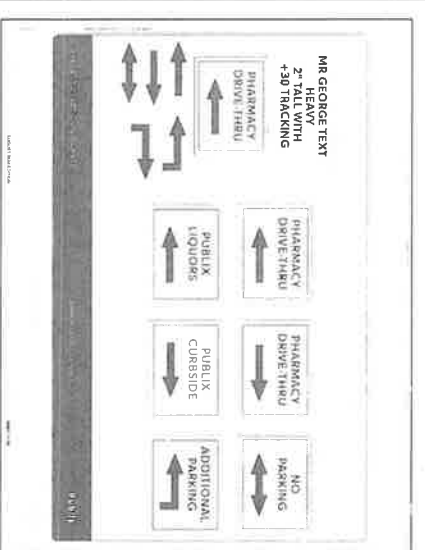 MR GEORGE TEXT
HEAVY
2" TALL WITH
+30 TRACKING
PHARMACY
DRIVE-THRU
PHARMACY
DRIVE-THRU
PHARMACY
DRIVE-THRU
NO
PARKING
PUBLIX
LIQUORS
PUBLIX
CURBSIDE
ADDITIONAL
PARKING